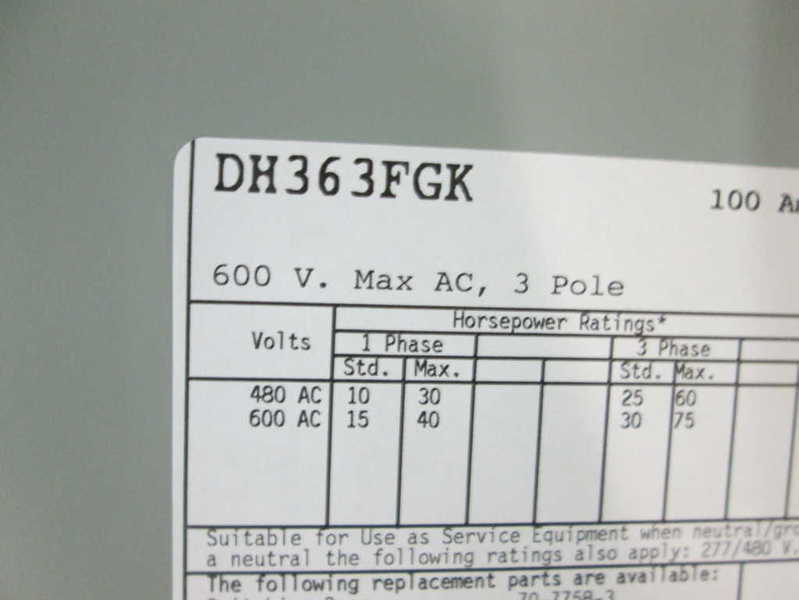 DH363FGK
100
600 V. Max AC, 3 Pole
Horsepower Ratings*
Volts
1 Phase 3 Phase
Std. Max. Std. Max.
480 AC 10 30 25 60
600 AC 15 40 30 75
Suitable for Use as Service Equipment when
a neutral the following ratings also apply: 277/480 V.
The following replacement parts are available: